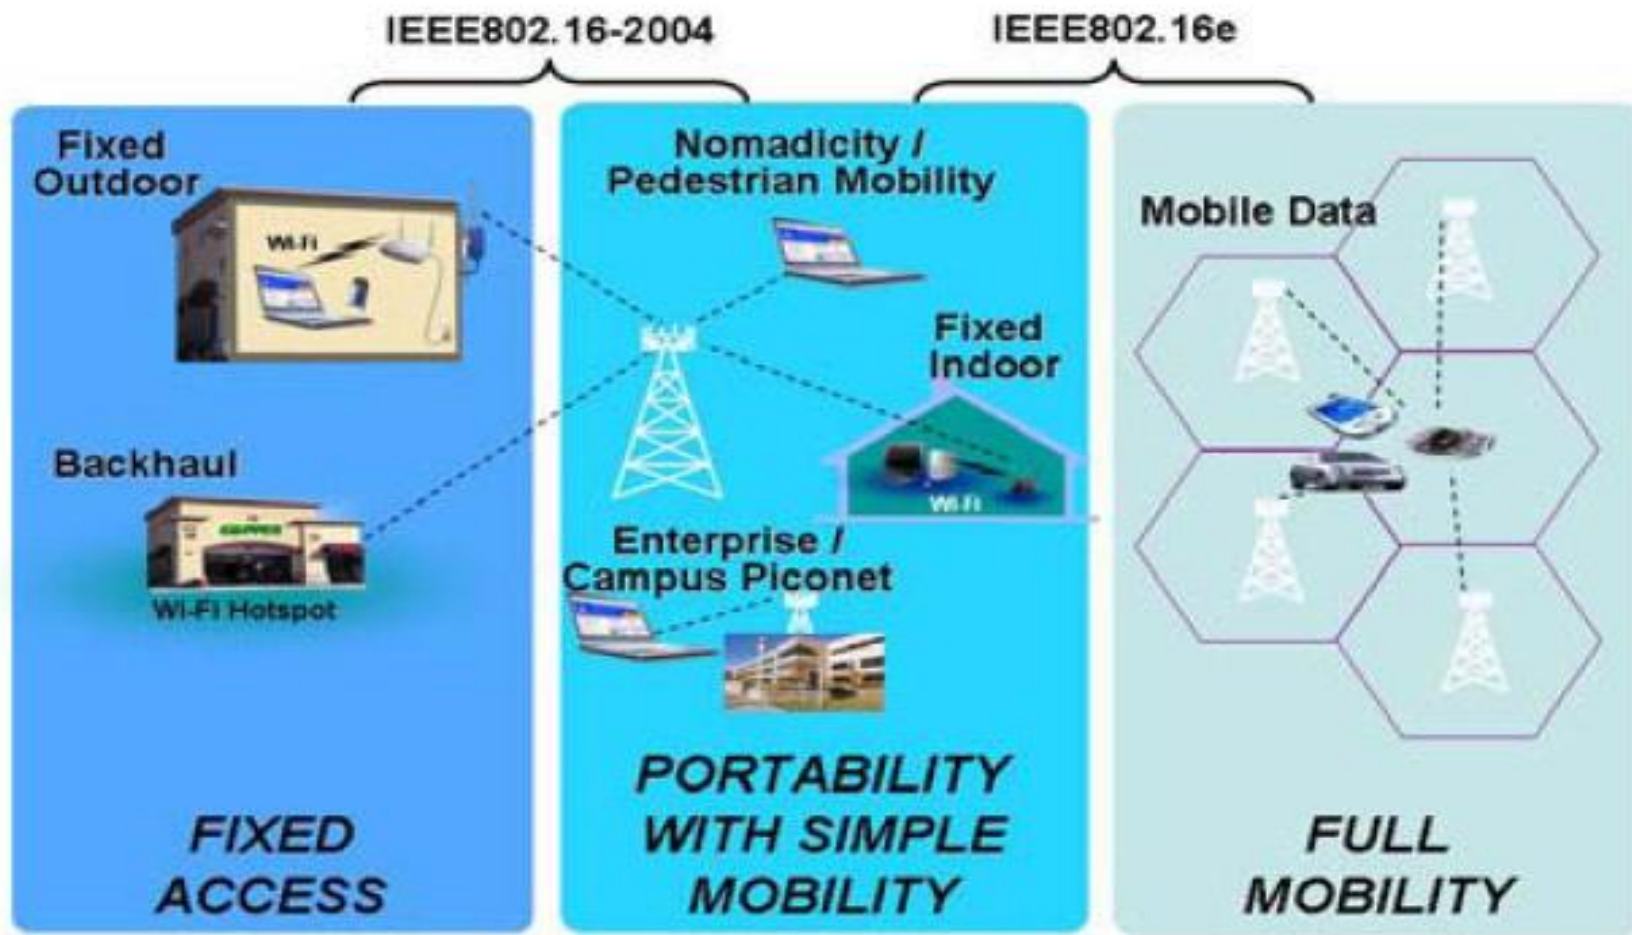 IEEE802.16-2004
IEEE802.16e
Fixed
Outdoor
Wi-Fi
Backhaul
Wi-Fi Hotspot
FIXED
ACCESS
Nomadicity /
Pedestrian Mobility
Fixed
Indoor
Wi-Fi
Enterprise /
Campus Piconet
PORTABILITY
WITH SIMPLE
MOBILITY
Mobile Data
FULL
MOBILITY